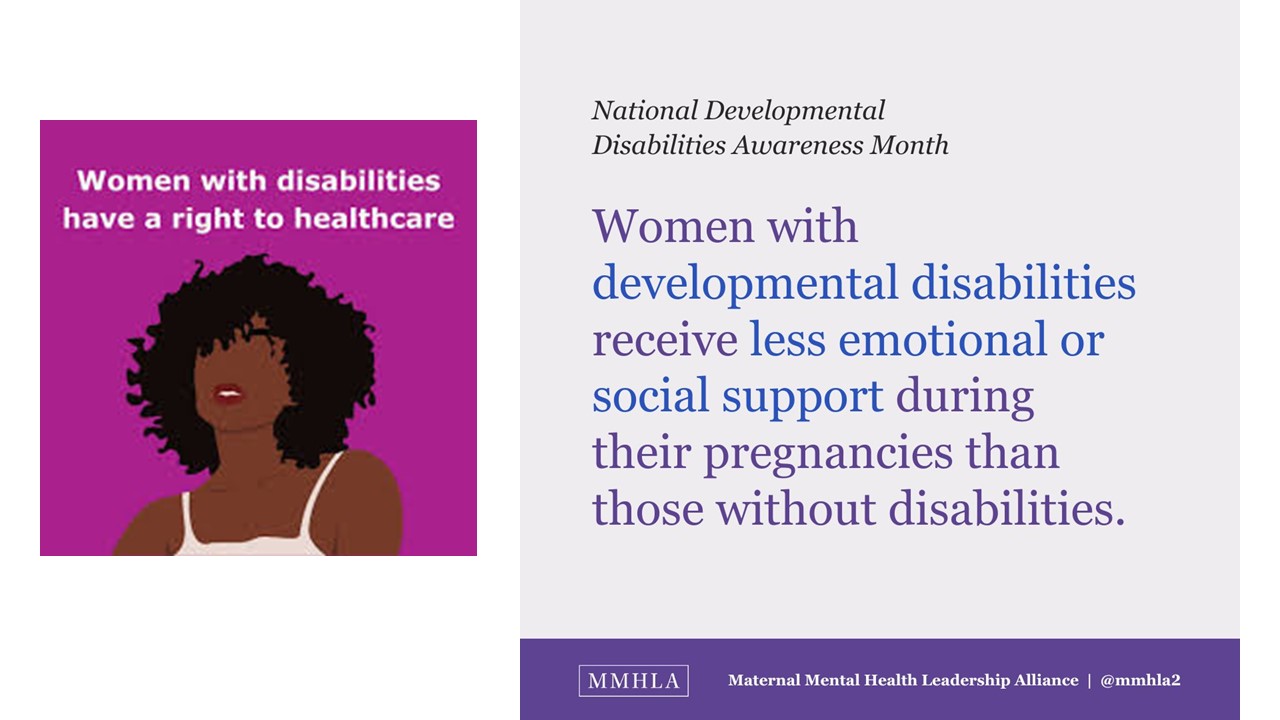 Women with disabilities
have a right to healthcare
National Developmental
Disabilities Awareness Month
Women with
developmental disabilities
receive less emotional or
social support during
their pregnancies than
those without disabilities.
MMHLA
Maternal Mental Health Leadership Alliance | @mmhla2